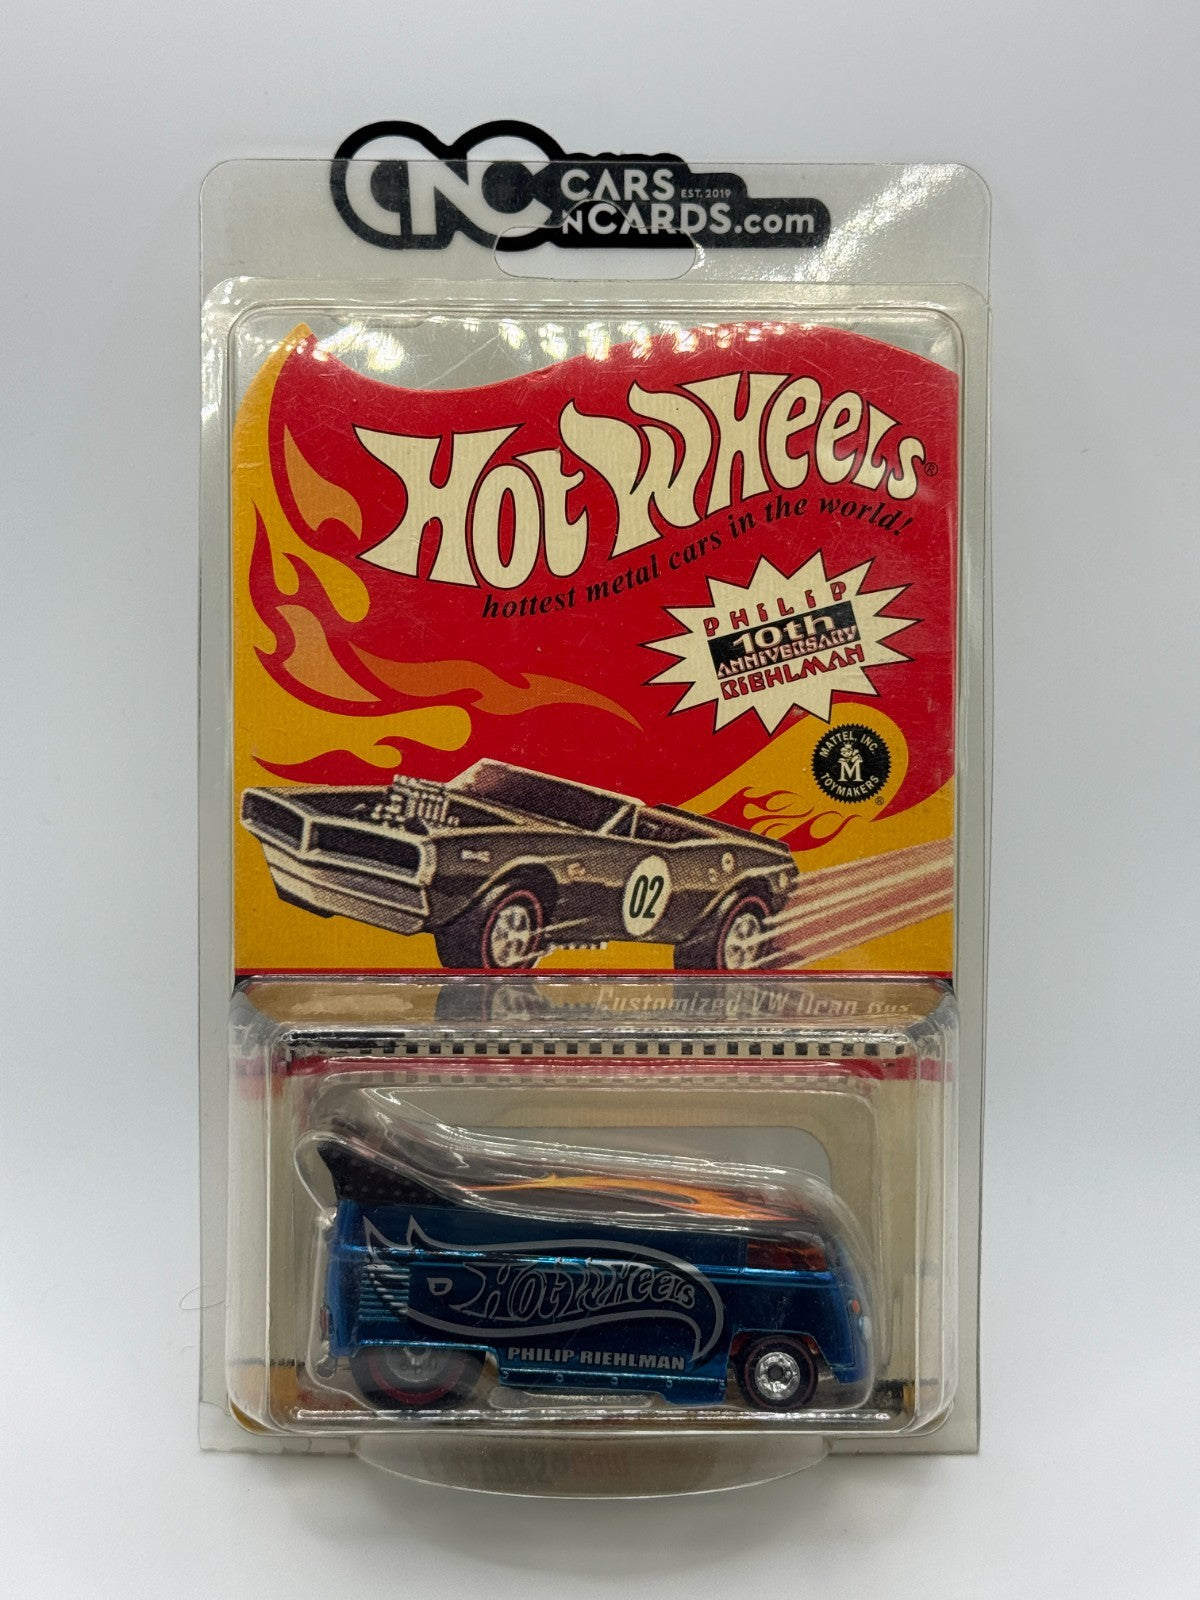 CNC CARS EST. 2019
NCARDS.com
HOT WHEELS®
hottest metal cars in the world!
PHILIP
10th
ANNIVERSARY
RIEHLMAN
MATTEL, INC.
M
TOYMAKERS ®
02
Customized VW Drag Bus
HOT WHEELS
PHILIP RIEHLMAN